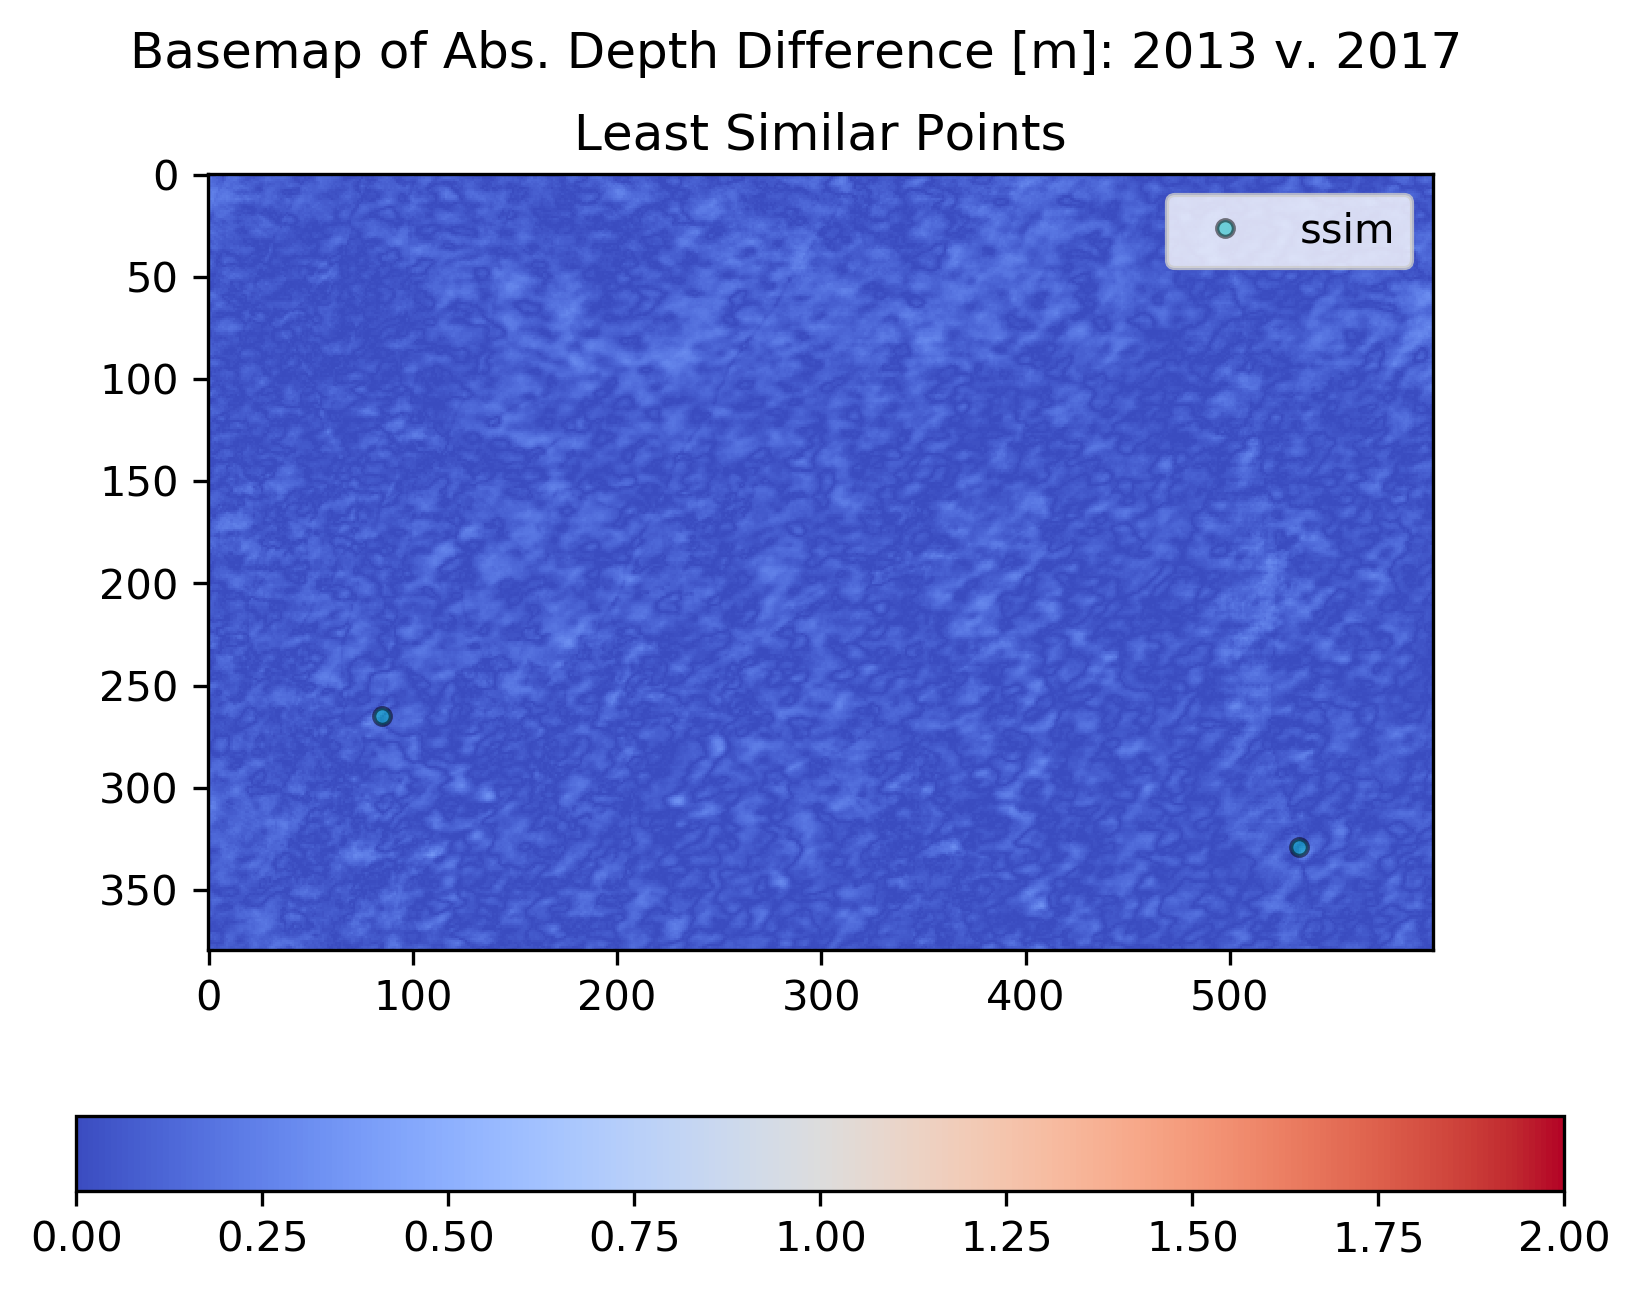 Basemap of Abs. Depth Difference [m]: 2013 v. 2017
Least Similar Points
ssim
0
50
100
150
200
250
300
350
0 100 200 300 400 500
0.00 0.25 0.50 0.75 1.00 1.25 1.50 1.75 2.00